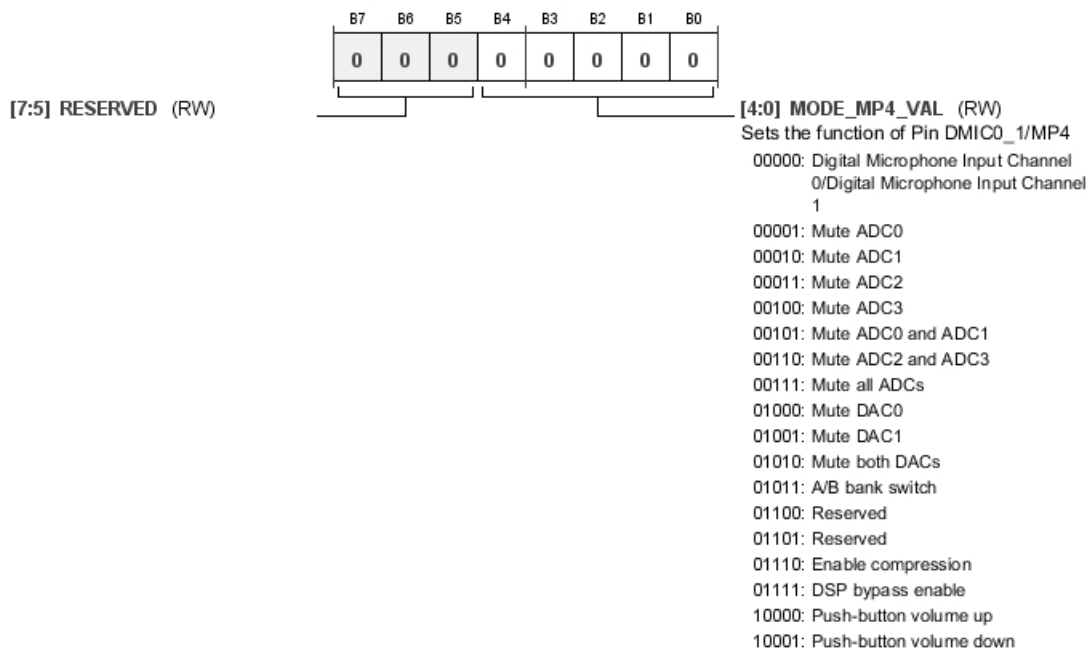 B7 B6 B5 B4 B3 B2 B1 B0
0 0 0 0 0 0 0 0
[7:5] RESERVED (RW)
[4:0] MODE_MP4_VAL (RW)
Sets the function of Pin DMIC0_1/MP4
00000: Digital Microphone Input Channel
0/Digital Microphone Input Channel
1
00001: Mute ADC0
00010: Mute ADC1
00011: Mute ADC2
00100: Mute ADC3
00101: Mute ADC0 and ADC1
00110: Mute ADC2 and ADC3
00111: Mute all ADCs
01000: Mute DAC0
01001: Mute DAC1
01010: Mute both DACs
01011: A/B bank switch
01100: Reserved
01101: Reserved
01110: Enable compression
01111: DSP bypass enable
10000: Push-button volume up
10001: Push-button volume down